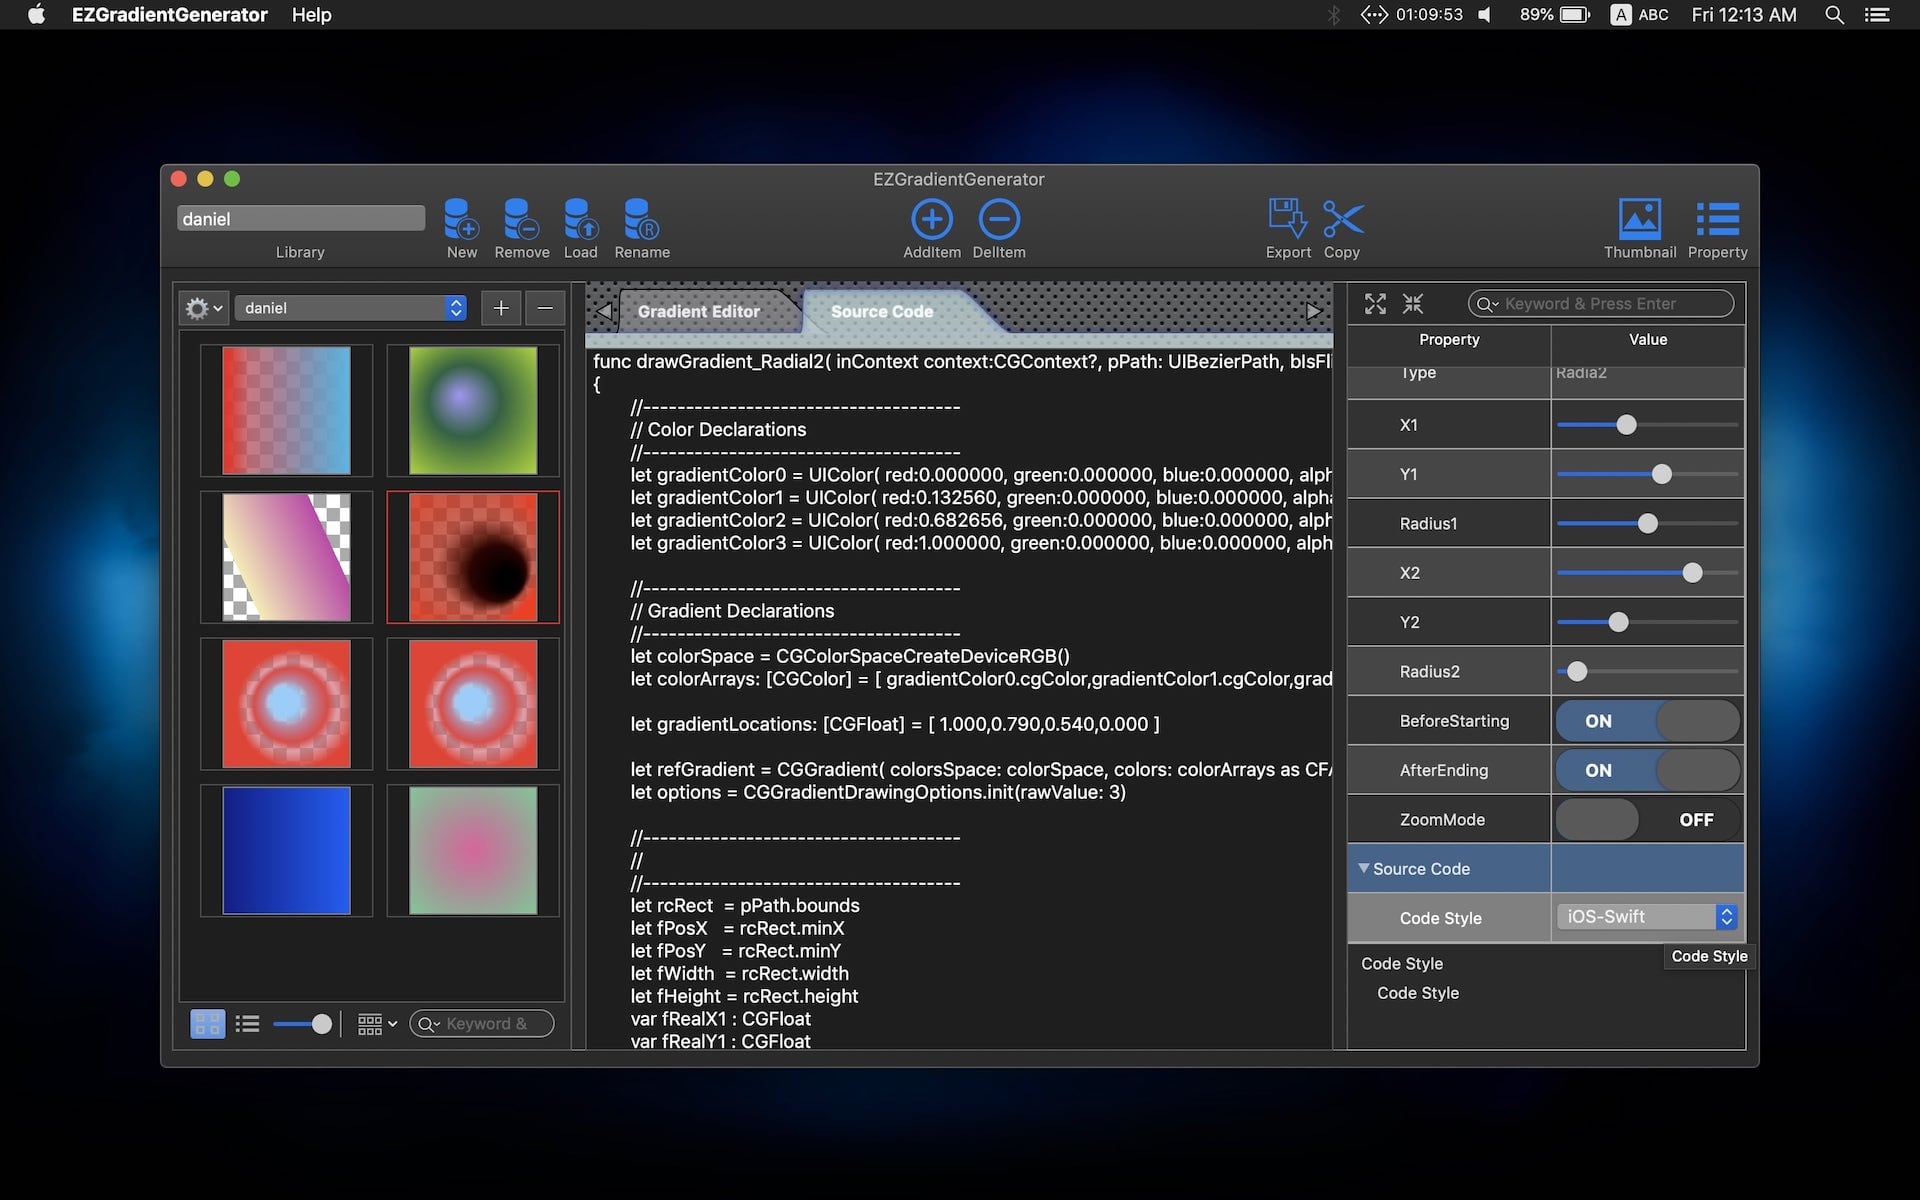 EZGradientGenerator Help 01:09:53 89% A ABC Fri 12:13 AM
EZGradientGenerator
daniel
Library New Remove Load Rename AddItem DelItem Export Copy Thumbnail Property
daniel
Gradient Editor Source Code
Keyword & Press Enter
Property Value
Type Radia2
X1
Y1
Radius1
X2
Y2
Radius2
BeforeStarting ON
AfterEnding ON
ZoomMode OFF
Source Code
Code Style iOS-Swift
Code Style
Code Style
Code Style
func drawGradient_Radial2( inContext context:CGContext?, pPath: UIBezierPath, bIsFli
{
//-------------------------------------
// Color Declarations
//-------------------------------------
let gradientColor0 = UIColor( red:0.000000, green:0.000000, blue:0.000000, alph
let gradientColor1 = UIColor( red:0.132560, green:0.000000, blue:0.000000, alpha
let gradientColor2 = UIColor( red:0.682656, green:0.000000, blue:0.000000, alph
let gradientColor3 = UIColor( red:1.000000, green:0.000000, blue:0.000000, alph
//-------------------------------------
// Gradient Declarations
//-------------------------------------
let colorSpace = CGColorSpaceCreateDeviceRGB()
let colorArrays: [CGColor] = [ gradientColor0.cgColor,gradientColor1.cgColor,grad
let gradientLocations: [CGFloat] = [ 1.000,0.790,0.540,0.000 ]
let refGradient = CGGradient( colorsSpace: colorSpace, colors: colorArrays as CFA
let options = CGGradientDrawingOptions.init(rawValue: 3)
//-------------------------------------
//
//-------------------------------------
let rcRect = pPath.bounds
let fPosX = rcRect.minX
let fPosY = rcRect.minY
let fWidth = rcRect.width
let fHeight = rcRect.height
var fRealX1 : CGFloat
var fRealY1 : CGFloat
Keyword &